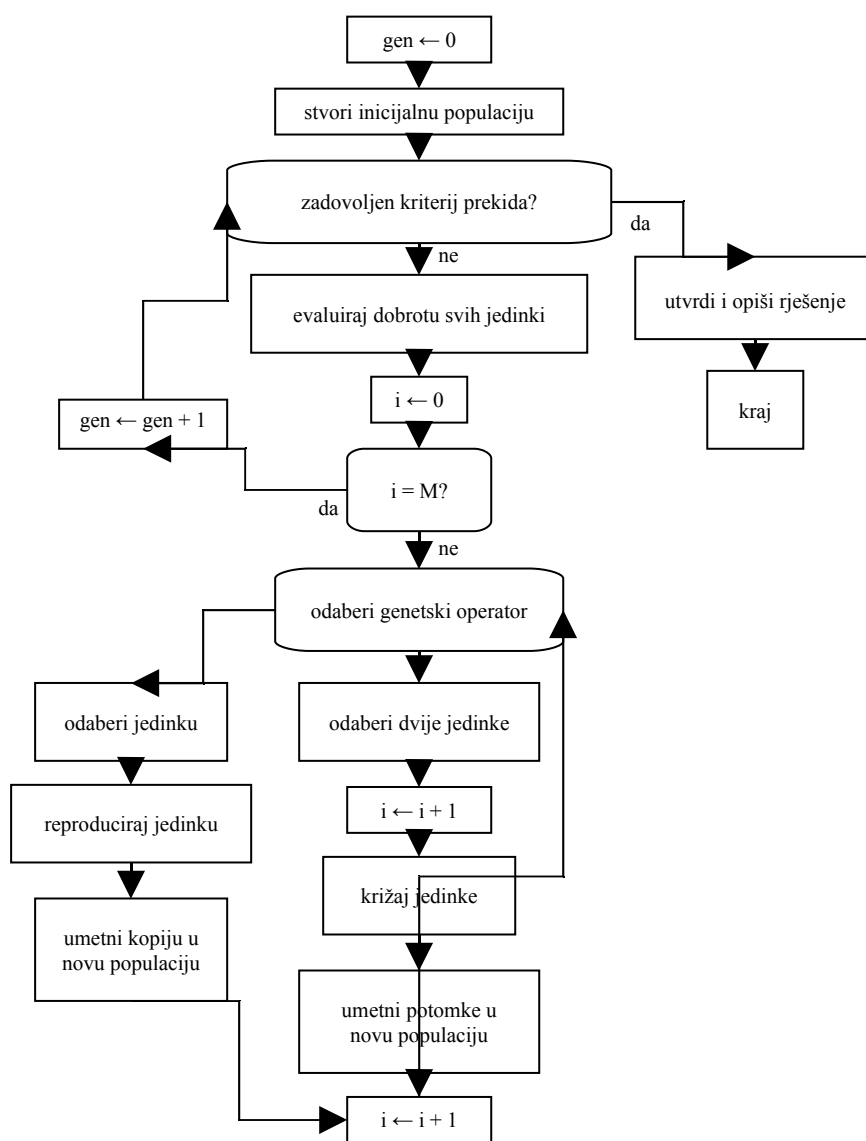 gen ← 0
stvori inicijalnu populaciju
zadovoljen kriterij prekida?
da
ne
utvrdi i opiši rješenje
evaluiraj dobrotu svih jedinki
kraj
i ← 0
gen ← gen + 1
i = M?
da
ne
odaberi genetski operator
odaberi jedinku
odaberi dvije jedinke
i ← i + 1
reproduciraj jedinku
križaj jedinke
umetni kopiju u
novu populaciju
umetni potomke u
novu populaciju
i ← i + 1